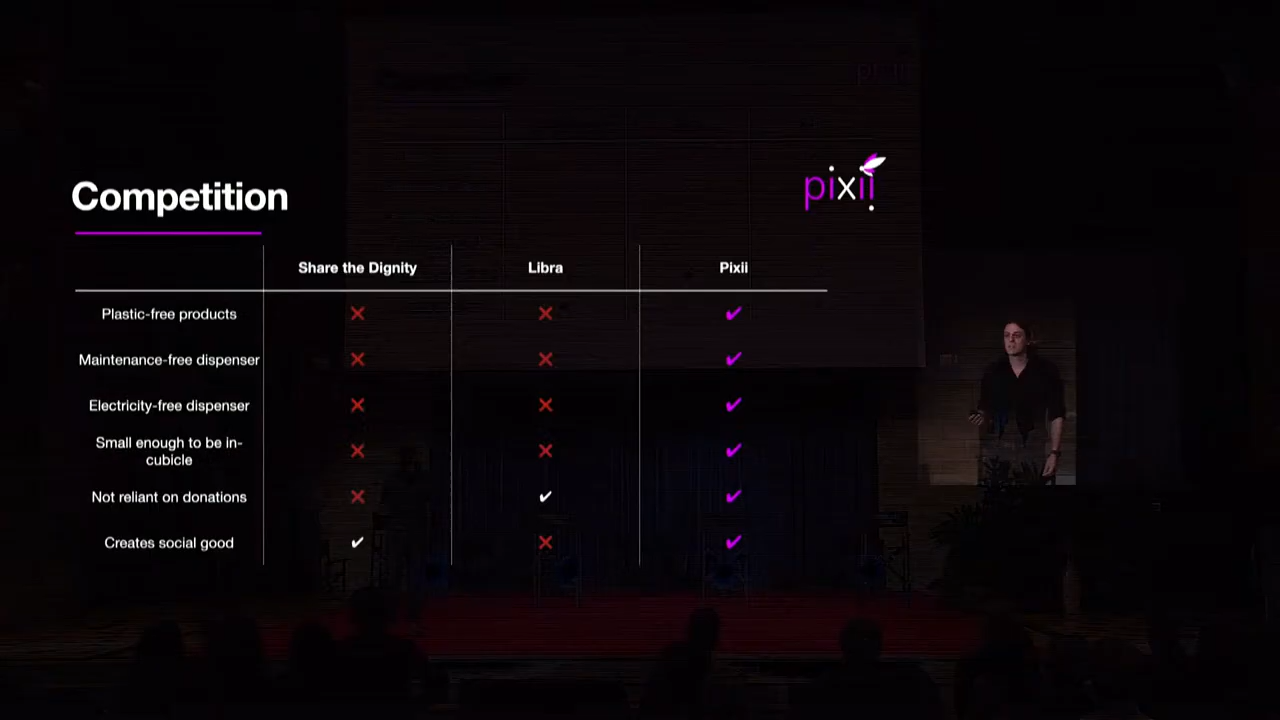 Competition
pixii
Share the Dignity Libra Pixii
Plastic-free products ✗ ✗ ✓
Maintenance-free dispenser ✗ ✗ ✓
Electricity-free dispenser ✗ ✗ ✓
Small enough to be in-
cubicle ✗ ✗ ✓
Not reliant on donations ✗ ✓ ✓
Creates social good ✓ ✗ ✓